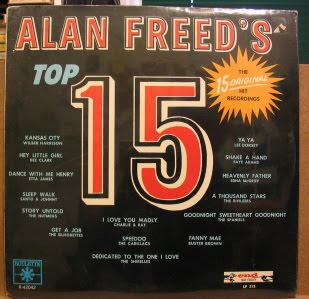 ALAN FREED'S
TOP
15
THE
15 ORIGINAL
HIT
RECORDINGS
KANSAS CITY
WILBER HARRISON
HEY LITTLE GIRL
DEE CLARK
DANCE WITH ME HENRY
ETTA JAMES
SLEEP WALK
SANTO & JOHNNY
STORY UNTOLD
THE NUTMEGS
GET A JOB
THE SILHOUETTES
I LOVE YOU MADLY
CHARLIE & RAY
SPEEDOO
THE CADILLACS
DEDICATED TO THE ONE I LOVE
THE SHIRELLES
YA YA
LEE DORSEY
SHAKE A HAND
FAYE ADAMS
HEAVENLY FATHER
EDNA McGRIFF
A THOUSAND STARS
THE RIVILEERS
GOODNIGHT SWEETHEART GOODNIGHT
THE SPANIELS
FANNY MAE
BUSTER BROWN
ROULETTE
R-42042
end
LP 315